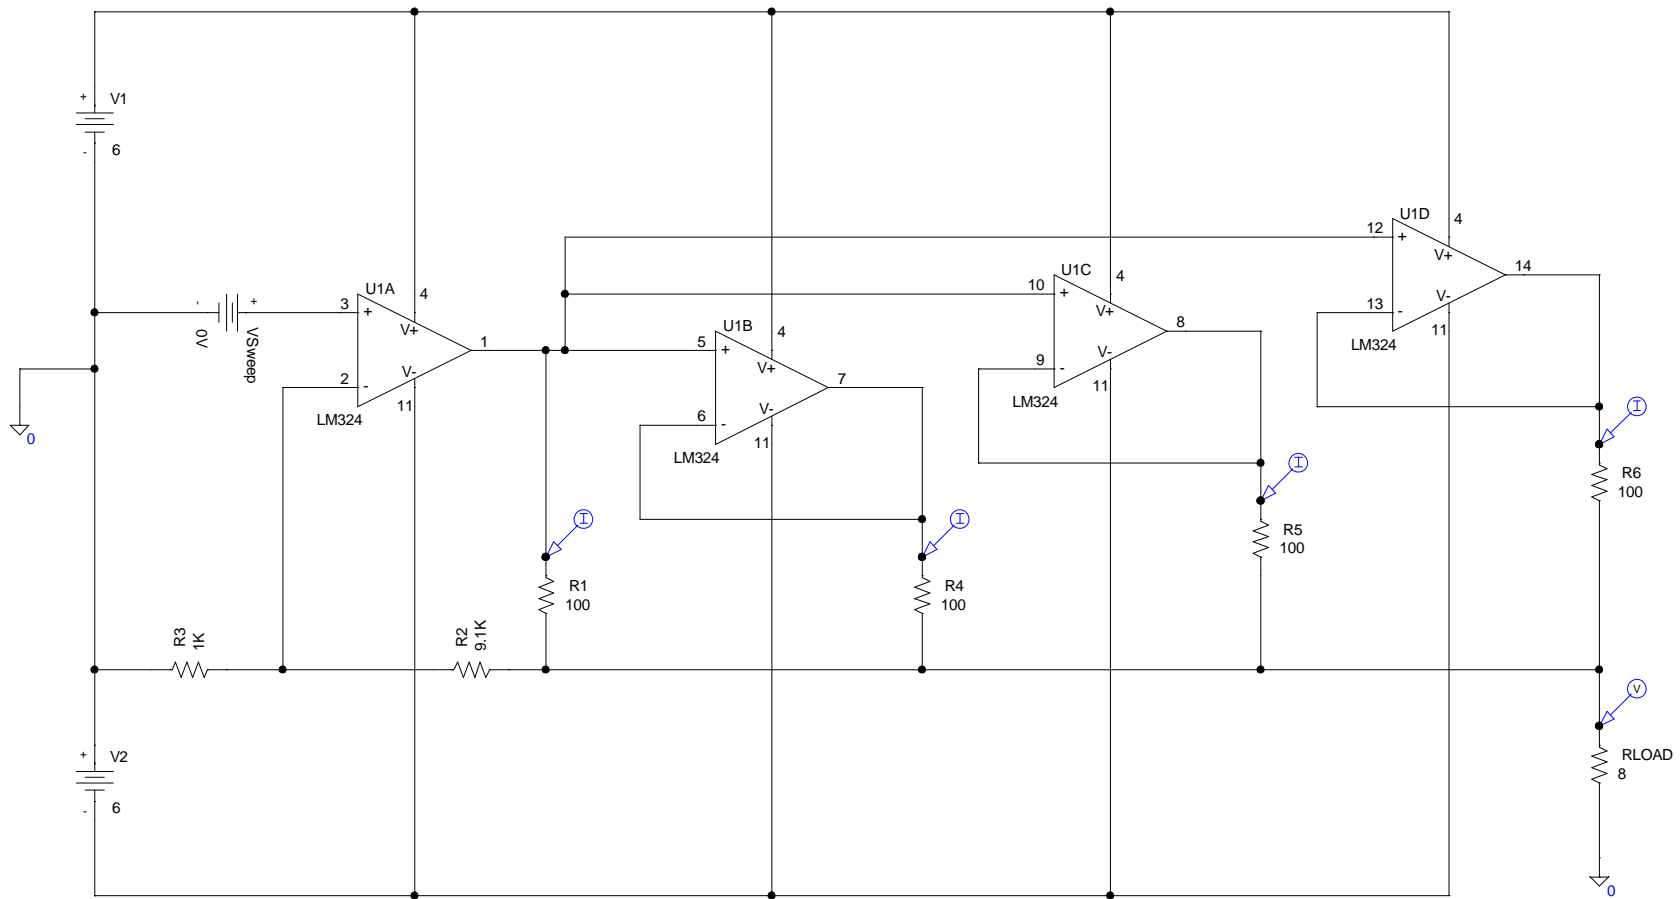 + V1
- 6
U1D
12 + 4
V+
14
V-
13 -
11
LM324
U1C
10 + 4
V+
8
V-
9 -
11
LM324
U1A
- + 3 + 4
0V
VSweep
V+
1
V-
2 -
11
LM324
U1B
5 + 4
V+
7
V-
6 -
11
LM324
0
I
R6
100
I
R5
100
I
I
R1
100
R4
100
R3
1K
R2
9.1K
V
RLOAD
8
+ V2
- 6
0